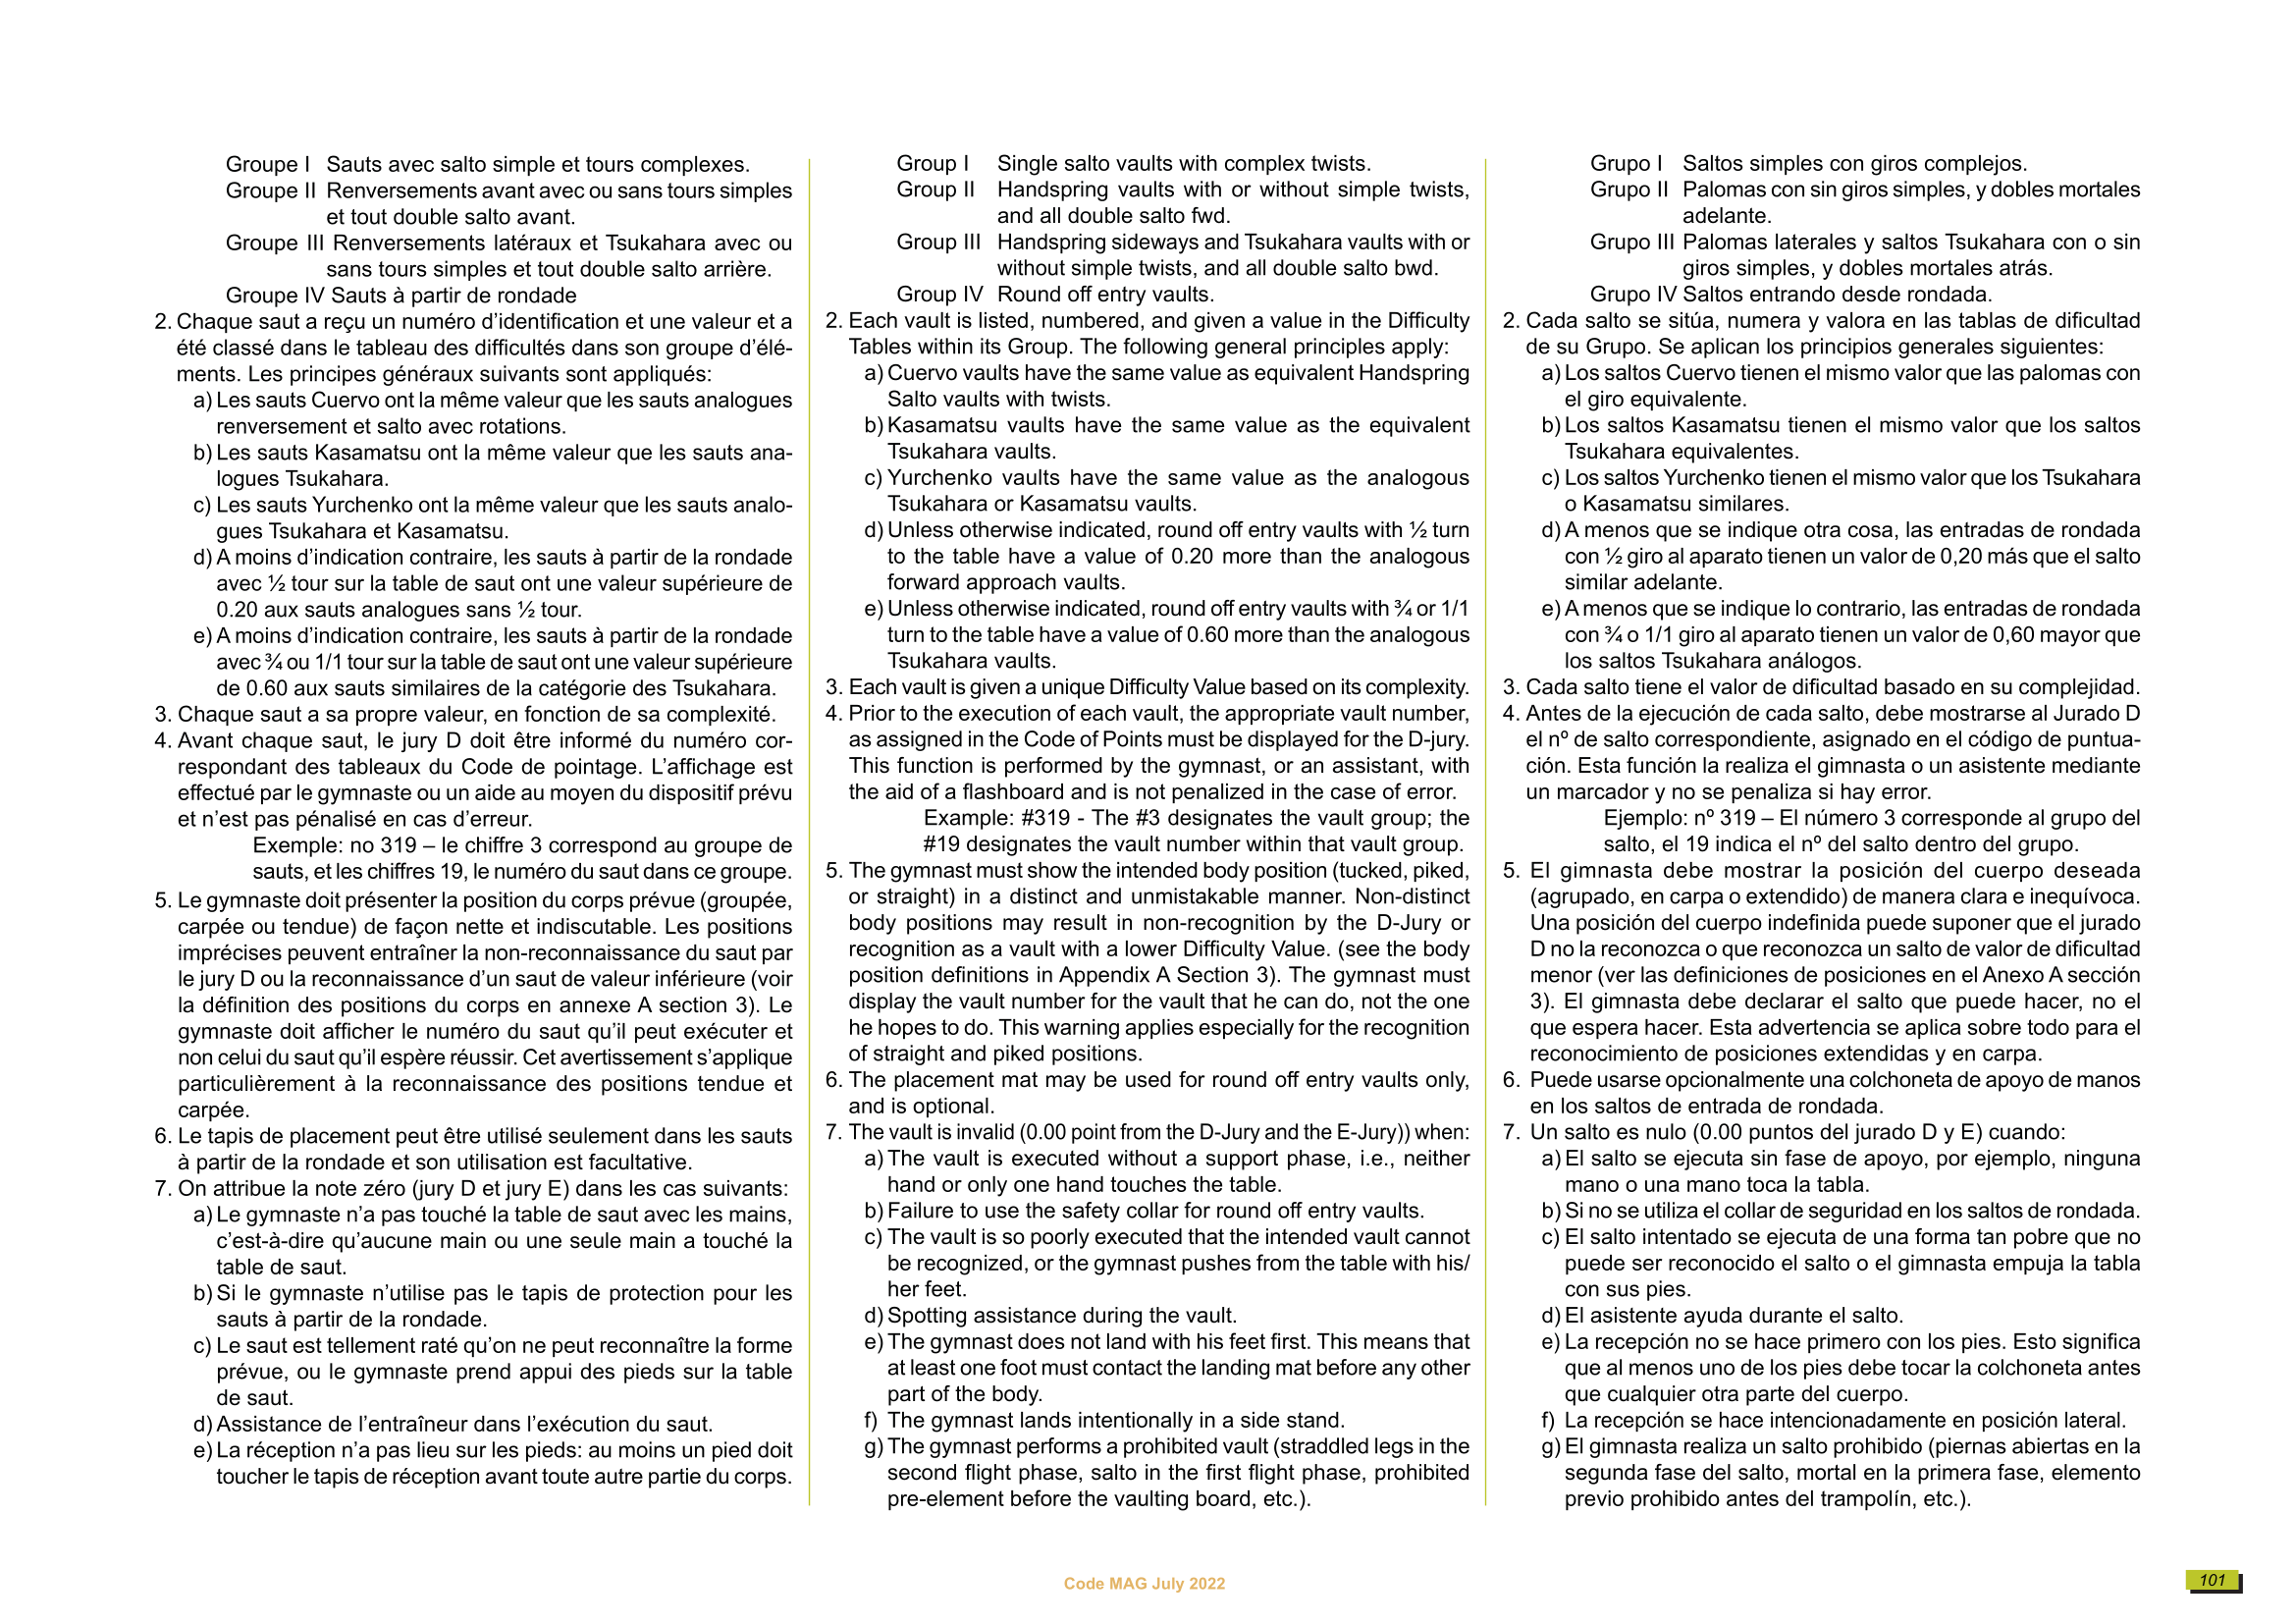 Groupe I Sauts avec salto simple et tours complexes.
Groupe II Renversements avant avec ou sans tours simples
et tout double salto avant.
Groupe III Renversements latéraux et Tsukahara avec ou
sans tours simples et tout double salto arrière.
Groupe IV Sauts à partir de rondade
2. Chaque saut a reçu un numéro d’identification et une valeur et a
été classé dans le tableau des difficultés dans son groupe d’élé-
ments. Les principes généraux suivants sont appliqués:
a) Les sauts Cuervo ont la même valeur que les sauts analogues
renversement et salto avec rotations.
b) Les sauts Kasamatsu ont la même valeur que les sauts ana-
logues Tsukahara.
c) Les sauts Yurchenko ont la même valeur que les sauts analo-
gues Tsukahara et Kasamatsu.
d) A moins d’indication contraire, les sauts à partir de la rondade
avec ½ tour sur la table de saut ont une valeur supérieure de
0.20 aux sauts analogues sans ½ tour.
e) A moins d’indication contraire, les sauts à partir de la rondade
avec ¾ ou 1/1 tour sur la table de saut ont une valeur supérieure
de 0.60 aux sauts similaires de la catégorie des Tsukahara.
3. Chaque saut a sa propre valeur, en fonction de sa complexité.
4. Avant chaque saut, le jury D doit être informé du numéro cor-
respondant des tableaux du Code de pointage. L’affichage est
effectué par le gymnaste ou un aide au moyen du dispositif prévu
et n’est pas pénalisé en cas d’erreur.
Exemple: no 319 – le chiffre 3 correspond au groupe de
sauts, et les chiffres 19, le numéro du saut dans ce groupe.
5. Le gymnaste doit présenter la position du corps prévue (groupée,
carpée ou tendue) de façon nette et indiscutable. Les positions
imprécises peuvent entraîner la non-reconnaissance du saut par
le jury D ou la reconnaissance d’un saut de valeur inférieure (voir
la définition des positions du corps en annexe A section 3). Le
gymnaste doit afficher le numéro du saut qu’il peut exécuter et
non celui du saut qu’il espère réussir. Cet avertissement s’applique
particulièrement à la reconnaissance des positions tendue et
carpée.
6. Le tapis de placement peut être utilisé seulement dans les sauts
à partir de la rondade et son utilisation est facultative.
7. On attribue la note zéro (jury D et jury E) dans les cas suivants:
a) Le gymnaste n’a pas touché la table de saut avec les mains,
c’est-à-dire qu’aucune main ou une seule main a touché la
table de saut.
b) Si le gymnaste n’utilise pas le tapis de protection pour les
sauts à partir de la rondade.
c) Le saut est tellement raté qu’on ne peut reconnaître la forme
prévue, ou le gymnaste prend appui des pieds sur la table
de saut.
d) Assistance de l’entraîneur dans l’exécution du saut.
e) La réception n’a pas lieu sur les pieds: au moins un pied doit
toucher le tapis de réception avant toute autre partie du corps.
Group I Single salto vaults with complex twists.
Group II Handspring vaults with or without simple twists,
and all double salto fwd.
Group III Handspring sideways and Tsukahara vaults with or
without simple twists, and all double salto bwd.
Group IV Round off entry vaults.
2. Each vault is listed, numbered, and given a value in the Difficulty
Tables within its Group. The following general principles apply:
a) Cuervo vaults have the same value as equivalent Handspring
Salto vaults with twists.
b) Kasamatsu vaults have the same value as the equivalent
Tsukahara vaults.
c) Yurchenko vaults have the same value as the analogous
Tsukahara or Kasamatsu vaults.
d) Unless otherwise indicated, round off entry vaults with ½ turn
to the table have a value of 0.20 more than the analogous
forward approach vaults.
e) Unless otherwise indicated, round off entry vaults with ¾ or 1/1
turn to the table have a value of 0.60 more than the analogous
Tsukahara vaults.
3. Each vault is given a unique Difficulty Value based on its complexity.
4. Prior to the execution of each vault, the appropriate vault number,
as assigned in the Code of Points must be displayed for the D-jury.
This function is performed by the gymnast, or an assistant, with
the aid of a flashboard and is not penalized in the case of error.
Example: #319 - The #3 designates the vault group; the
#19 designates the vault number within that vault group.
5. The gymnast must show the intended body position (tucked, piked,
or straight) in a distinct and unmistakable manner. Non-distinct
body positions may result in non-recognition by the D-Jury or
recognition as a vault with a lower Difficulty Value. (see the body
position definitions in Appendix A Section 3). The gymnast must
display the vault number for the vault that he can do, not the one
he hopes to do. This warning applies especially for the recognition
of straight and piked positions.
6. The placement mat may be used for round off entry vaults only,
and is optional.
7. The vault is invalid (0.00 point from the D-Jury and the E-Jury)) when:
a) The vault is executed without a support phase, i.e., neither
hand or only one hand touches the table.
b) Failure to use the safety collar for round off entry vaults.
c) The vault is so poorly executed that the intended vault cannot
be recognized, or the gymnast pushes from the table with his/
her feet.
d) Spotting assistance during the vault.
e) The gymnast does not land with his feet first. This means that
at least one foot must contact the landing mat before any other
part of the body.
f) The gymnast lands intentionally in a side stand.
g) The gymnast performs a prohibited vault (straddled legs in the
second flight phase, salto in the first flight phase, prohibited
pre-element before the vaulting board, etc.).
Grupo I Saltos simples con giros complejos.
Grupo II Palomas con sin giros simples, y dobles mortales
adelante.
Grupo III Palomas laterales y saltos Tsukahara con o sin
giros simples, y dobles mortales atrás.
Grupo IV Saltos entrando desde rondada.
2. Cada salto se sitúa, numera y valora en las tablas de dificultad
de su Grupo. Se aplican los principios generales siguientes:
a) Los saltos Cuervo tienen el mismo valor que las palomas con
el giro equivalente.
b) Los saltos Kasamatsu tienen el mismo valor que los saltos
Tsukahara equivalentes.
c) Los saltos Yurchenko tienen el mismo valor que los Tsukahara
o Kasamatsu similares.
d) A menos que se indique otra cosa, las entradas de rondada
con ½ giro al aparato tienen un valor de 0,20 más que el salto
similar adelante.
e) A menos que se indique lo contrario, las entradas de rondada
con ¾ o 1/1 giro al aparato tienen un valor de 0,60 mayor que
los saltos Tsukahara análogos.
3. Cada salto tiene el valor de dificultad basado en su complejidad.
4. Antes de la ejecución de cada salto, debe mostrarse al Jurado D
el nº de salto correspondiente, asignado en el código de puntua-
ción. Esta función la realiza el gimnasta o un asistente mediante
un marcador y no se penaliza si hay error.
Ejemplo: nº 319 – El número 3 corresponde al grupo del
salto, el 19 indica el nº del salto dentro del grupo.
5. El gimnasta debe mostrar la posición del cuerpo deseada
(agrupado, en carpa o extendido) de manera clara e inequívoca.
Una posición del cuerpo indefinida puede suponer que el jurado
D no la reconozca o que reconozca un salto de valor de dificultad
menor (ver las definiciones de posiciones en el Anexo A sección
3). El gimnasta debe declarar el salto que puede hacer, no el
que espera hacer. Esta advertencia se aplica sobre todo para el
reconocimiento de posiciones extendidas y en carpa.
6. Puede usarse opcionalmente una colchoneta de apoyo de manos
en los saltos de entrada de rondada.
7. Un salto es nulo (0.00 puntos del jurado D y E) cuando:
a) El salto se ejecuta sin fase de apoyo, por ejemplo, ninguna
mano o una mano toca la tabla.
b) Si no se utiliza el collar de seguridad en los saltos de rondada.
c) El salto intentado se ejecuta de una forma tan pobre que no
puede ser reconocido el salto o el gimnasta empuja la tabla
con sus pies.
d) El asistente ayuda durante el salto.
e) La recepción no se hace primero con los pies. Esto significa
que al menos uno de los pies debe tocar la colchoneta antes
que cualquier otra parte del cuerpo.
f) La recepción se hace intencionadamente en posición lateral.
g) El gimnasta realiza un salto prohibido (piernas abiertas en la
segunda fase del salto, mortal en la primera fase, elemento
previo prohibido antes del trampolín, etc.).
Code MAG July 2022
101